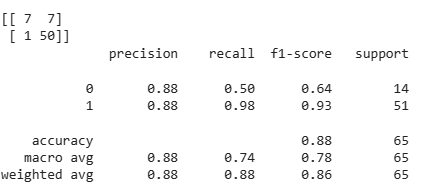 [[ 7  7]
 [ 1 50]]
              precision    recall  f1-score   support

           0       0.88      0.50      0.64        14
           1       0.88      0.98      0.93        51

    accuracy                           0.88        65
   macro avg       0.88      0.74      0.78        65
weighted avg       0.88      0.88      0.86        65